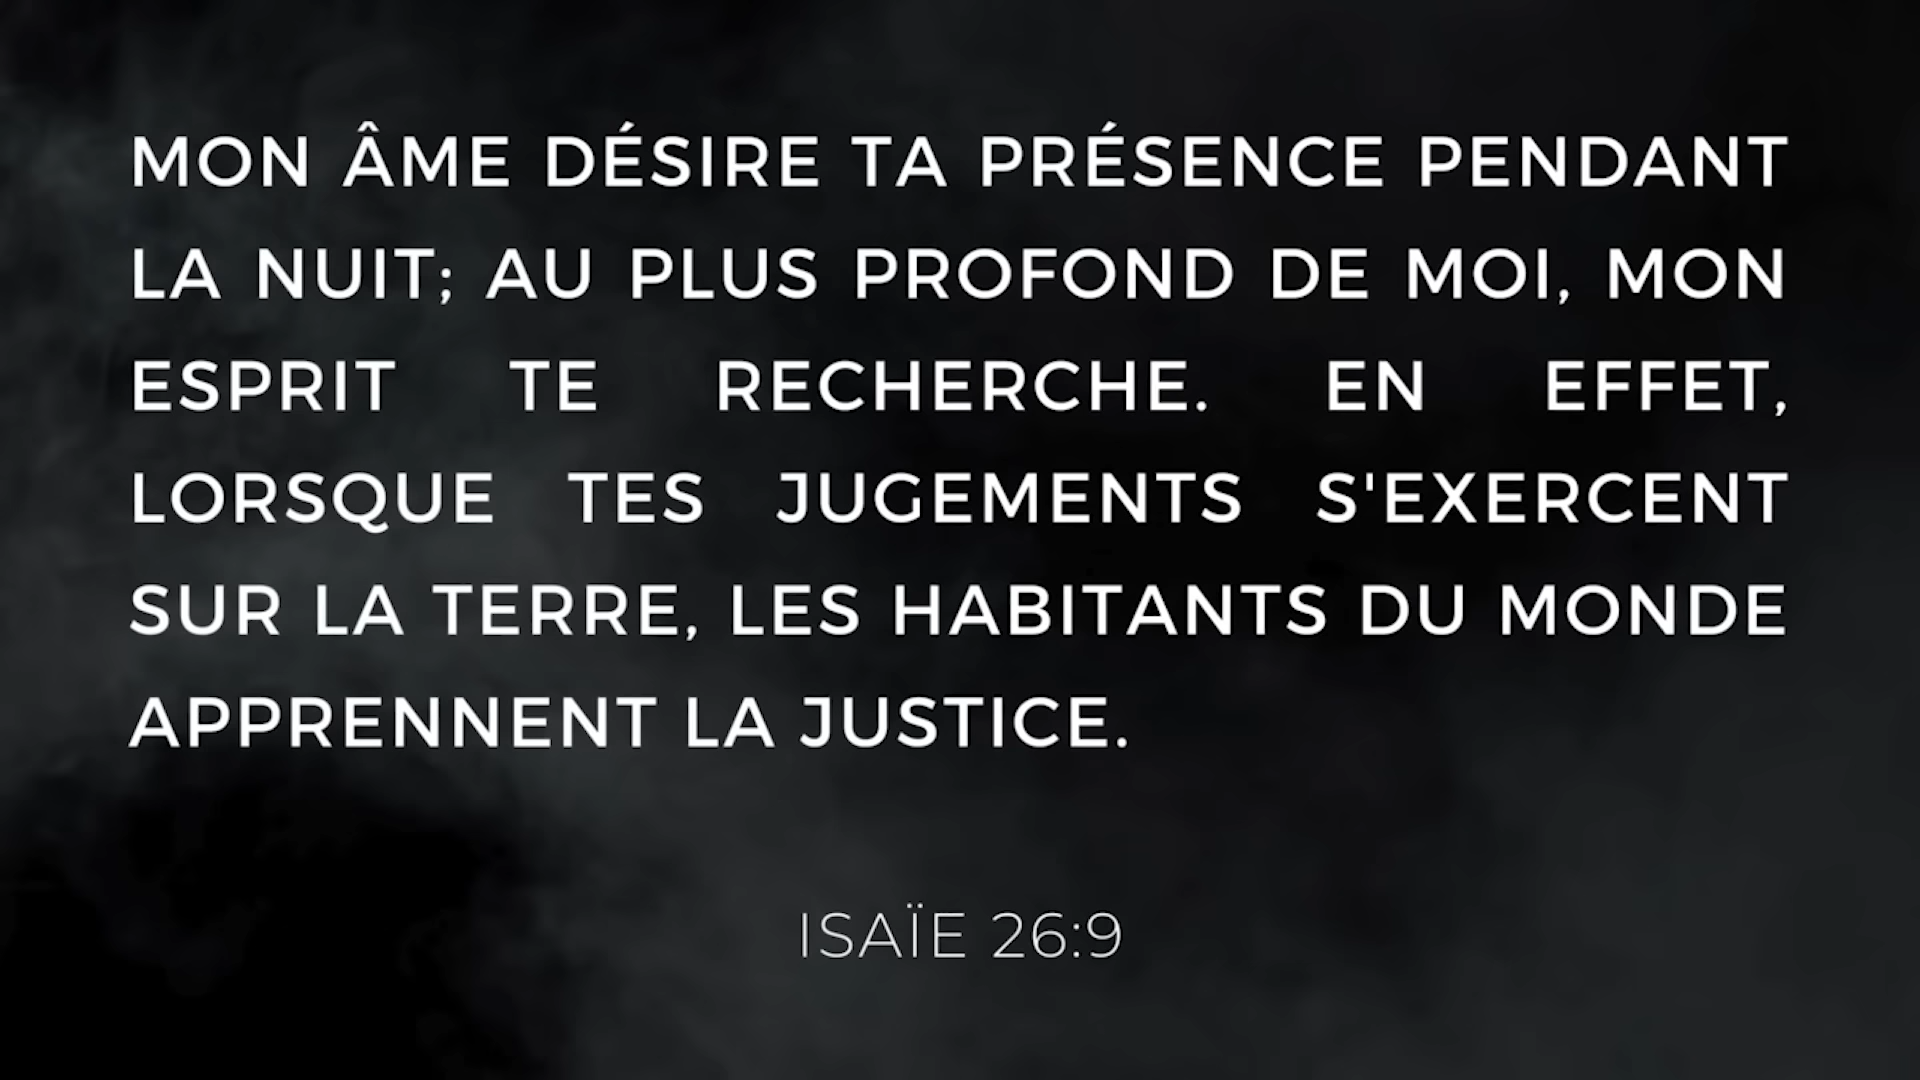 MON ÂME DÉSIRE TA PRÉSENCE PENDANT
LA NUIT; AU PLUS PROFOND DE MOI, MON
ESPRIT TE RECHERCHE. EN EFFET,
LORSQUE TES JUGEMENTS S'EXERCENT
SUR LA TERRE, LES HABITANTS DU MONDE
APPRENNENT LA JUSTICE.
ISAÏE 26:9